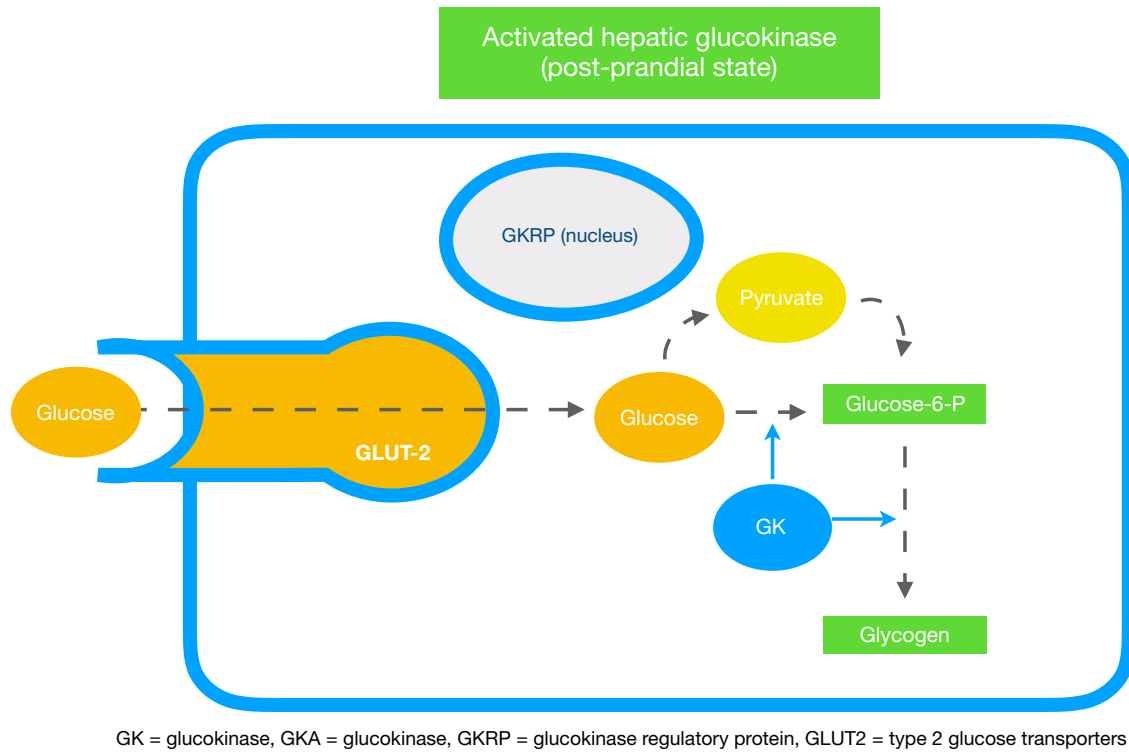 Activated hepatic glucokinase
(post-prandial state)
GKRP (nucleus)
Pyruvate
Glucose
GLUT-2
Glucose
Glucose-6-P
GK
Glycogen
GK = glucokinase, GKA = glucokinase, GKRP = glucokinase regulatory protein, GLUT2 = type 2 glucose transporters